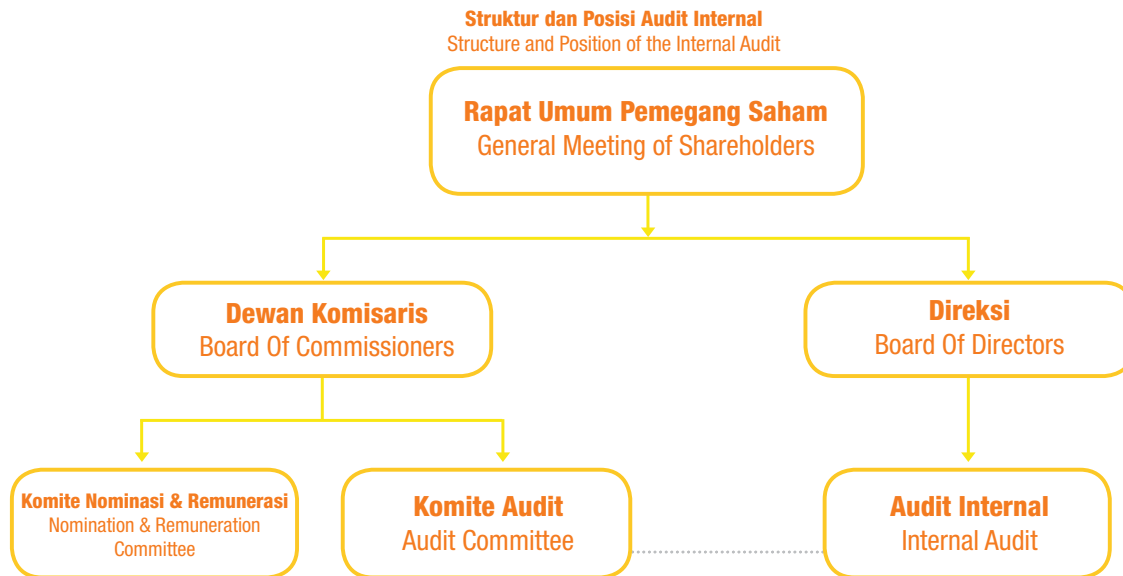 Struktur dan Posisi Audit Internal
Structure and Position of the Internal Audit
Rapat Umum Pemegang Saham
General Meeting of Shareholders
Dewan Komisaris
Board Of Commissioners
Direksi
Board Of Directors
Komite Nominasi & Remunerasi
Nomination & Remuneration
Committee
Komite Audit
Audit Committee
Audit Internal
Internal Audit